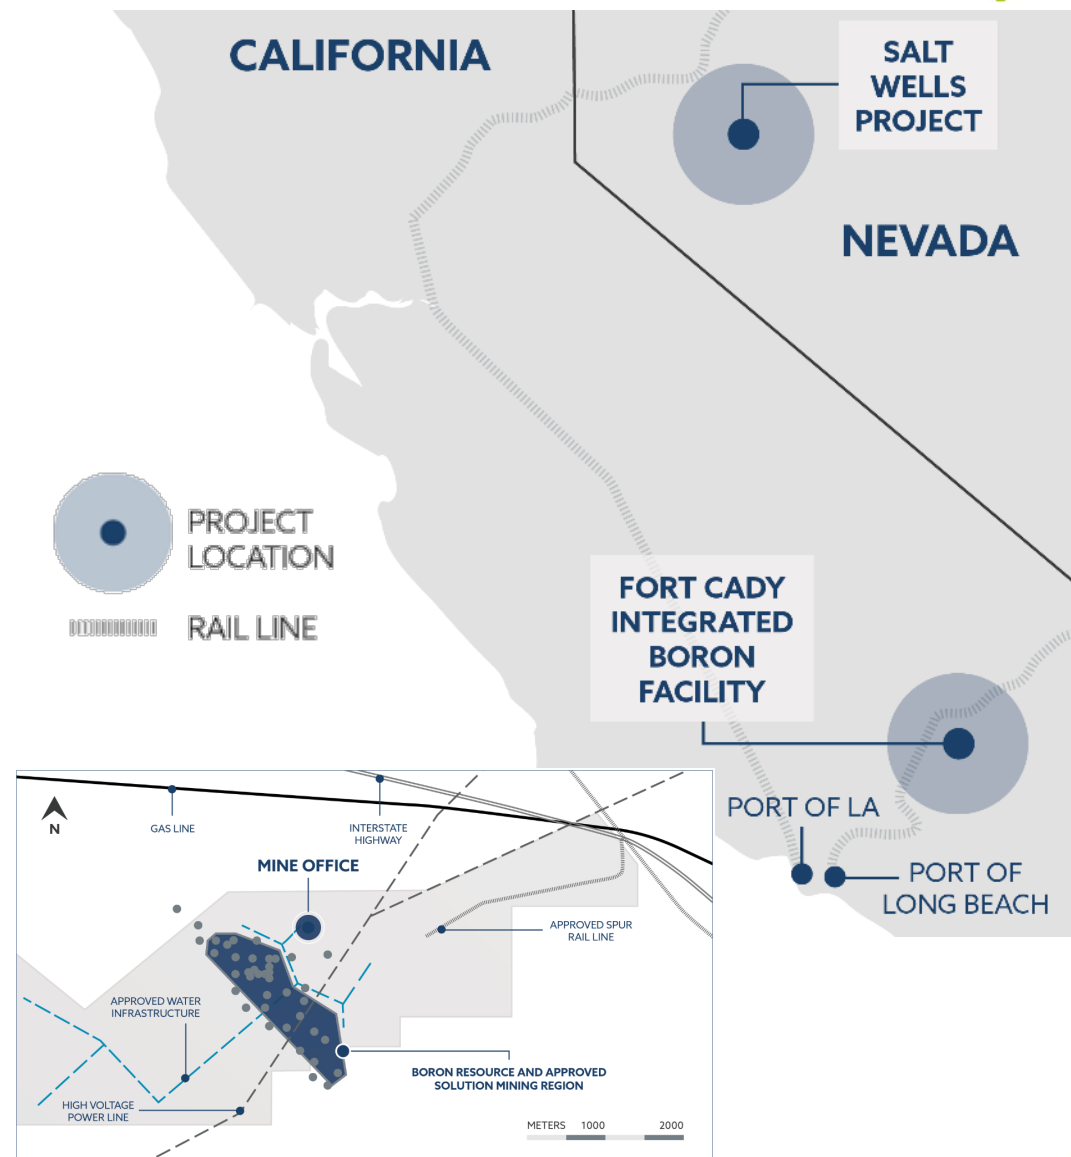 CALIFORNIA
SALT
WELLS
PROJECT
NEVADA
PROJECT
LOCATION
RAIL LINE
FORT CADY
INTEGRATED
BORON
FACILITY
PORT OF LA
PORT OF
LONG BEACH
N
GAS LINE
INTERSTATE
HIGHWAY
MINE OFFICE
APPROVED SPUR
RAIL LINE
APPROVED WATER
INFRASTRUCTURE
BORON RESOURCE AND APPROVED
SOLUTION MINING REGION
HIGH VOLTAGE
POWER LINE
METERS 1000 2000